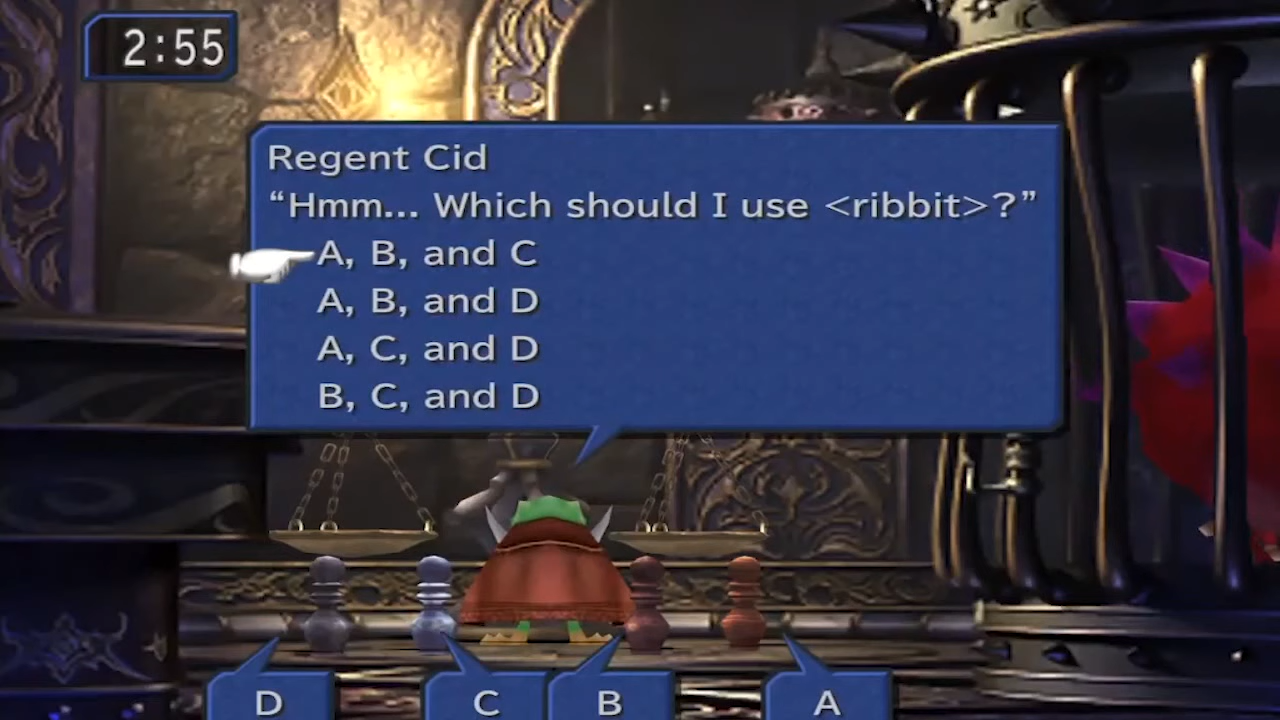 2:55
Regent Cid
“Hmm... Which should I use <ribbit>?”
A, B, and C
A, B, and D
A, C, and D
B, C, and D
D
C
B
A